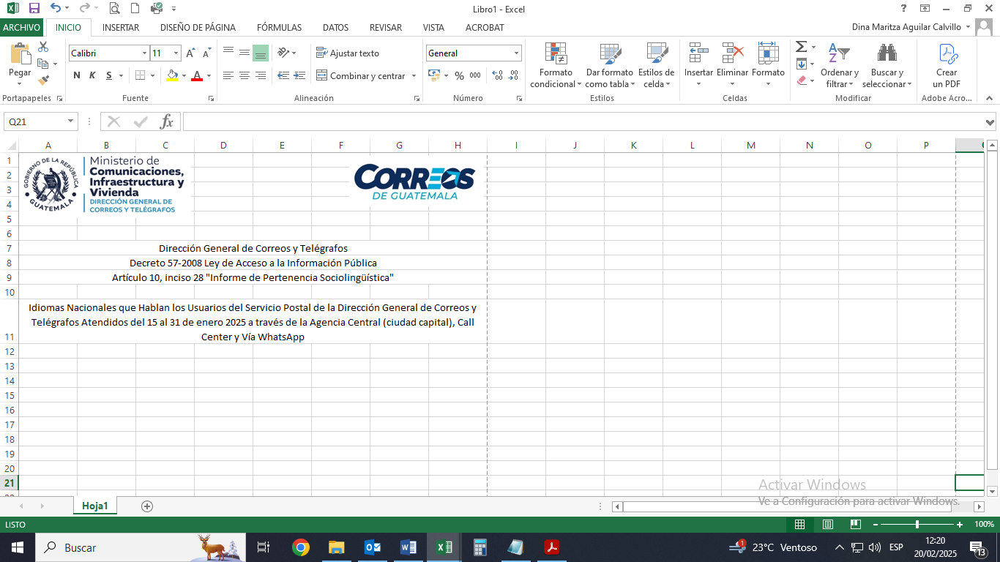 Libro1 - Excel
ARCHIVO INICIO INSERTAR DISEÑO DE PÁGINA FÓRMULAS DATOS REVISAR VISTA ACROBAT
Dina Maritza Aguilar Calvillo
Pegar
Calibri 11
N K S
Ajustar texto
Combinar y centrar
General
% 000
Formato condicional
Dar formato como tabla
Estilos de celda
Insertar Eliminar Formato
Ordenar y filtrar
Buscar y seleccionar
Crear un PDF
Portapapeles Fuente Alineación Número Estilos Celdas Modificar Adobe Acro...
Q21
fx
A B C D E F G H I J K L M N O P
1
2
3
4
5
6
7
8
9
10
11
12
13
14
15
16
17
18
19
20
21
GOBIERNO DE LA REPÚBLICA
GUATEMALA
Ministerio de
Comunicaciones,
Infraestructura y
Vivienda
DIRECCIÓN GENERAL DE
CORREOS Y TELÉGRAFOS
CORREOS
DE GUATEMALA
Dirección General de Correos y Telégrafos
Decreto 57-2008 Ley de Acceso a la Información Pública
Artículo 10, inciso 28 "Informe de Pertenencia Sociolingüística"
Idiomas Nacionales que Hablan los Usuarios del Servicio Postal de la Dirección General de Correos y
Telégrafos Atendidos del 15 al 31 de enero 2025 a través de la Agencia Central (ciudad capital), Call
Center y Vía WhatsApp
Activar Windows
Ve a Configuración para activar Windows.
Hoja1
LISTO
100%
Buscar
23°C Ventoso
ESP
12:20
20/02/2025
13